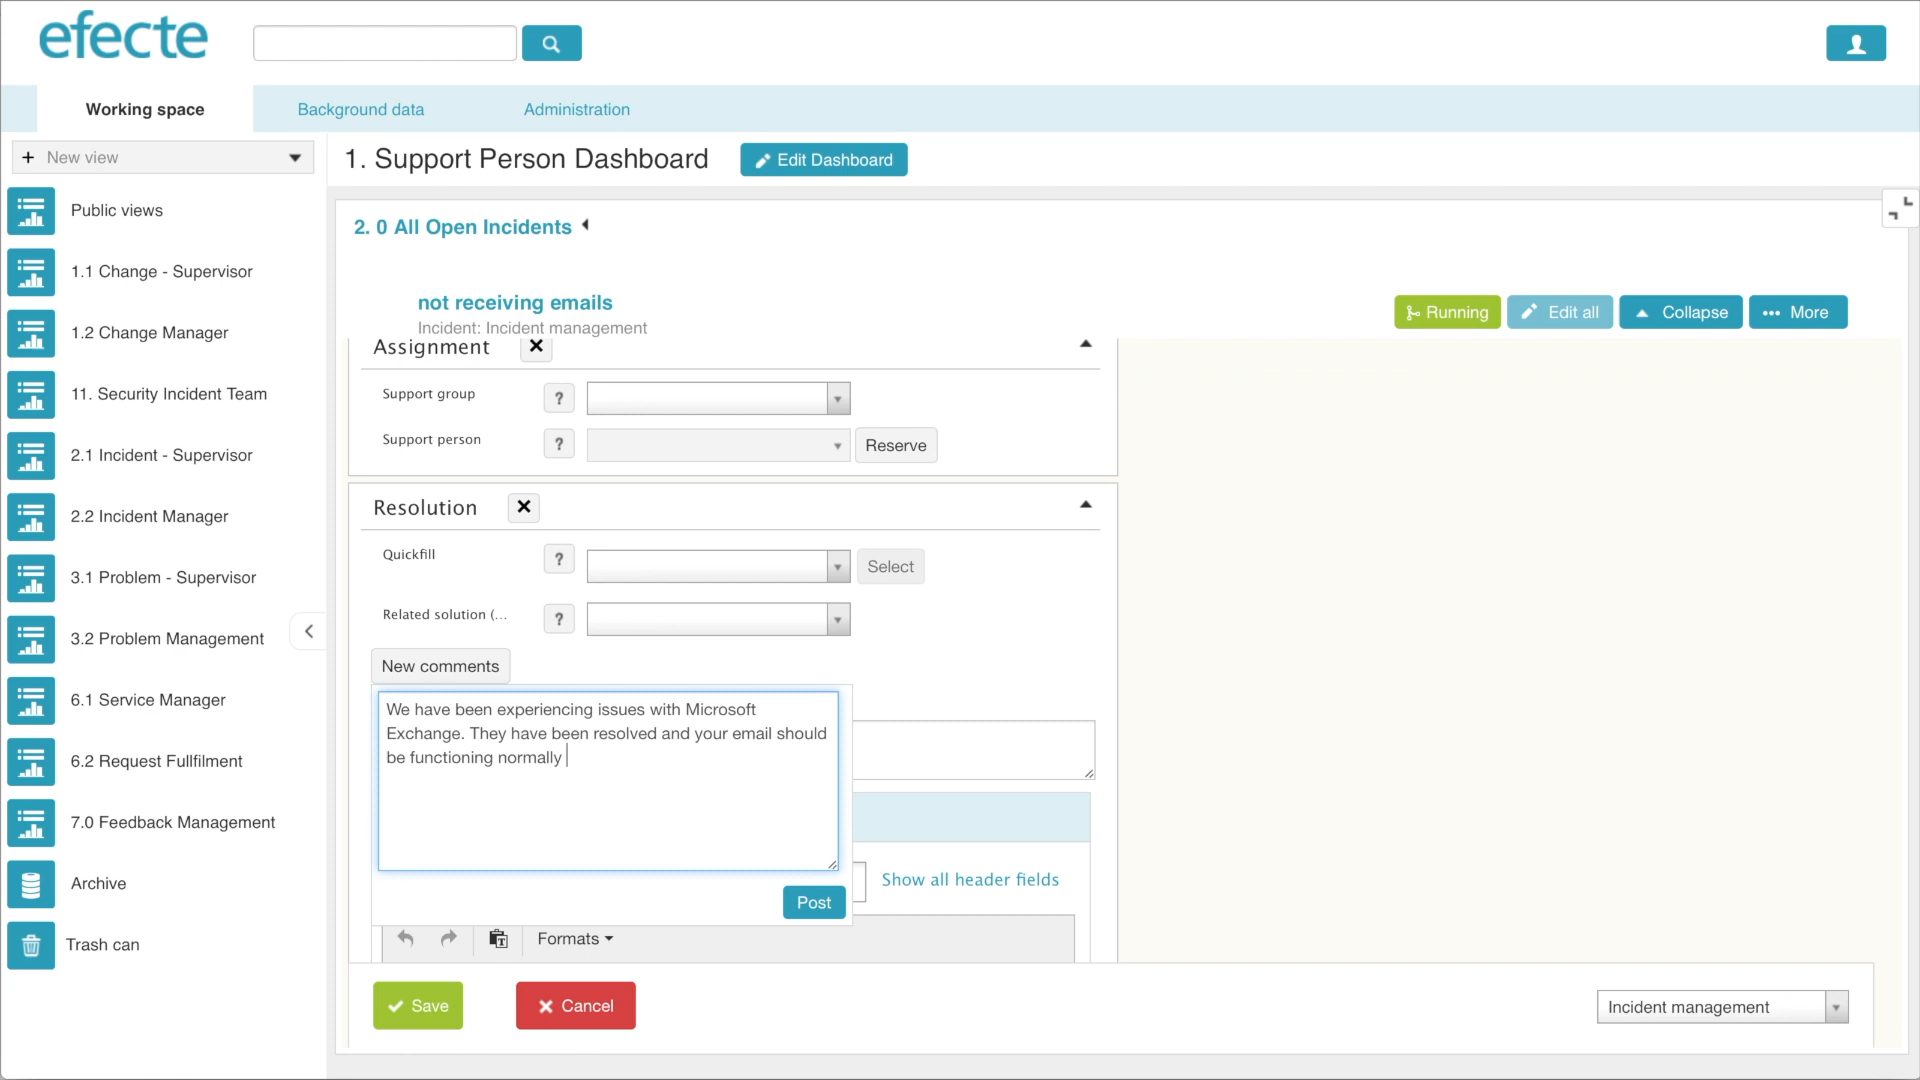 efecte
Working space
Background data
Administration
+ New view
1. Support Person Dashboard
Edit Dashboard
Public views
1.1 Change - Supervisor
1.2 Change Manager
11. Security Incident Team
2.1 Incident - Supervisor
2.2 Incident Manager
3.1 Problem - Supervisor
3.2 Problem Management
6.1 Service Manager
6.2 Request Fullfilment
7.0 Feedback Management
Archive
Trash can
2. 0 All Open Incidents
not receiving emails
Incident: Incident management
Running
Edit all
Collapse
More
Assignment
Support group
?
Support person
?
Reserve
Resolution
Quickfill
?
Select
Related solution (...
?
New comments
We have been experiencing issues with Microsoft
Exchange. They have been resolved and your email should
be functioning normally
Post
Show all header fields
Formats
Save
Cancel
Incident management